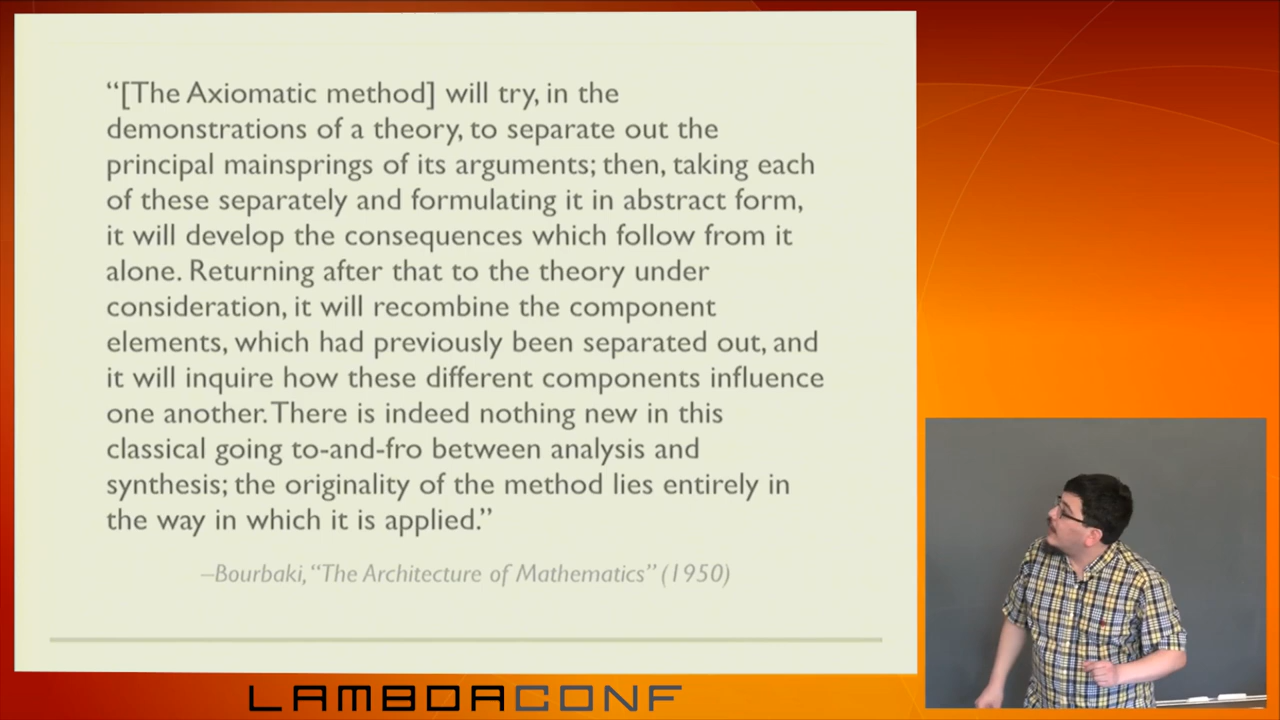 “[The Axiomatic method] will try, in the
demonstrations of a theory, to separate out the
principal mainsprings of its arguments; then, taking each
of these separately and formulating it in abstract form,
it will develop the consequences which follow from it
alone. Returning after that to the theory under
consideration, it will recombine the component
elements, which had previously been separated out, and
it will inquire how these different components influence
one another. There is indeed nothing new in this
classical going to-and-fro between analysis and
synthesis; the originality of the method lies entirely in
the way in which it is applied.”
–Bourbaki, “The Architecture of Mathematics” (1950)
LAMBDACONF